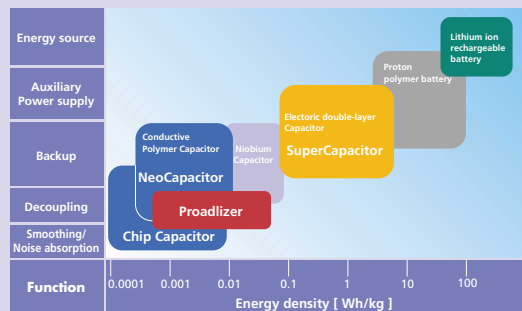 Energy source
Auxiliary
Power supply
Backup
Decoupling
Smoothing/
Noise absorption
Function
Lithium ion
rechargeable
battery
Proton
polymer battery
Electoric double-layer
Capacitor
SuperCapacitor
Niobium
Capacitor
Conductive
Polymer Capacitor
NeoCapacitor
Proadlizer
Chip Capacitor
0.0001 0.001 0.01 0.1 1 10 100
Energy density [ Wh/kg ]